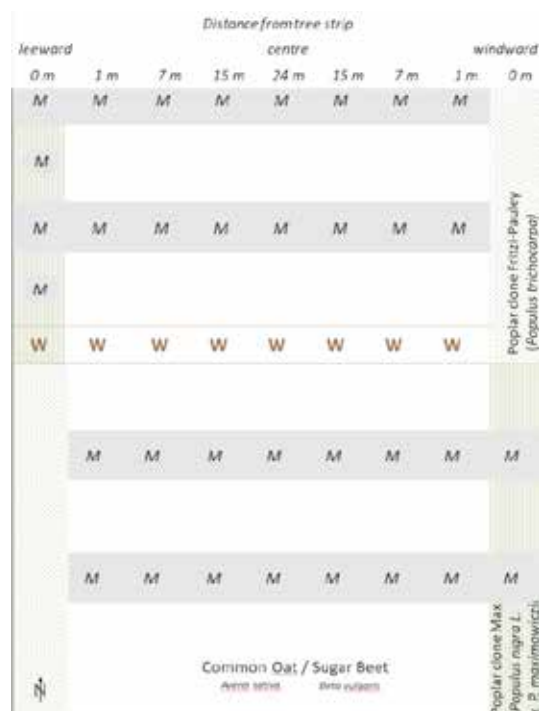 Distance from tree strip
leeward centre windward
0 m 1 m 7 m 15 m 24 m 15 m 7 m 1 m 0 m
M M M M M M M M
M
M M M M M M M M
M
W W W W W W W W
M M M M M M M M
M M M M M M M M
Poplar clone Fritzi-Pauley
(Populus trichocarpa)
Poplar clone Max
Populus nigra L.
P. maximowiczii
Common Oat / Sugar Beet
Avena sativa Beta vulgaris
N